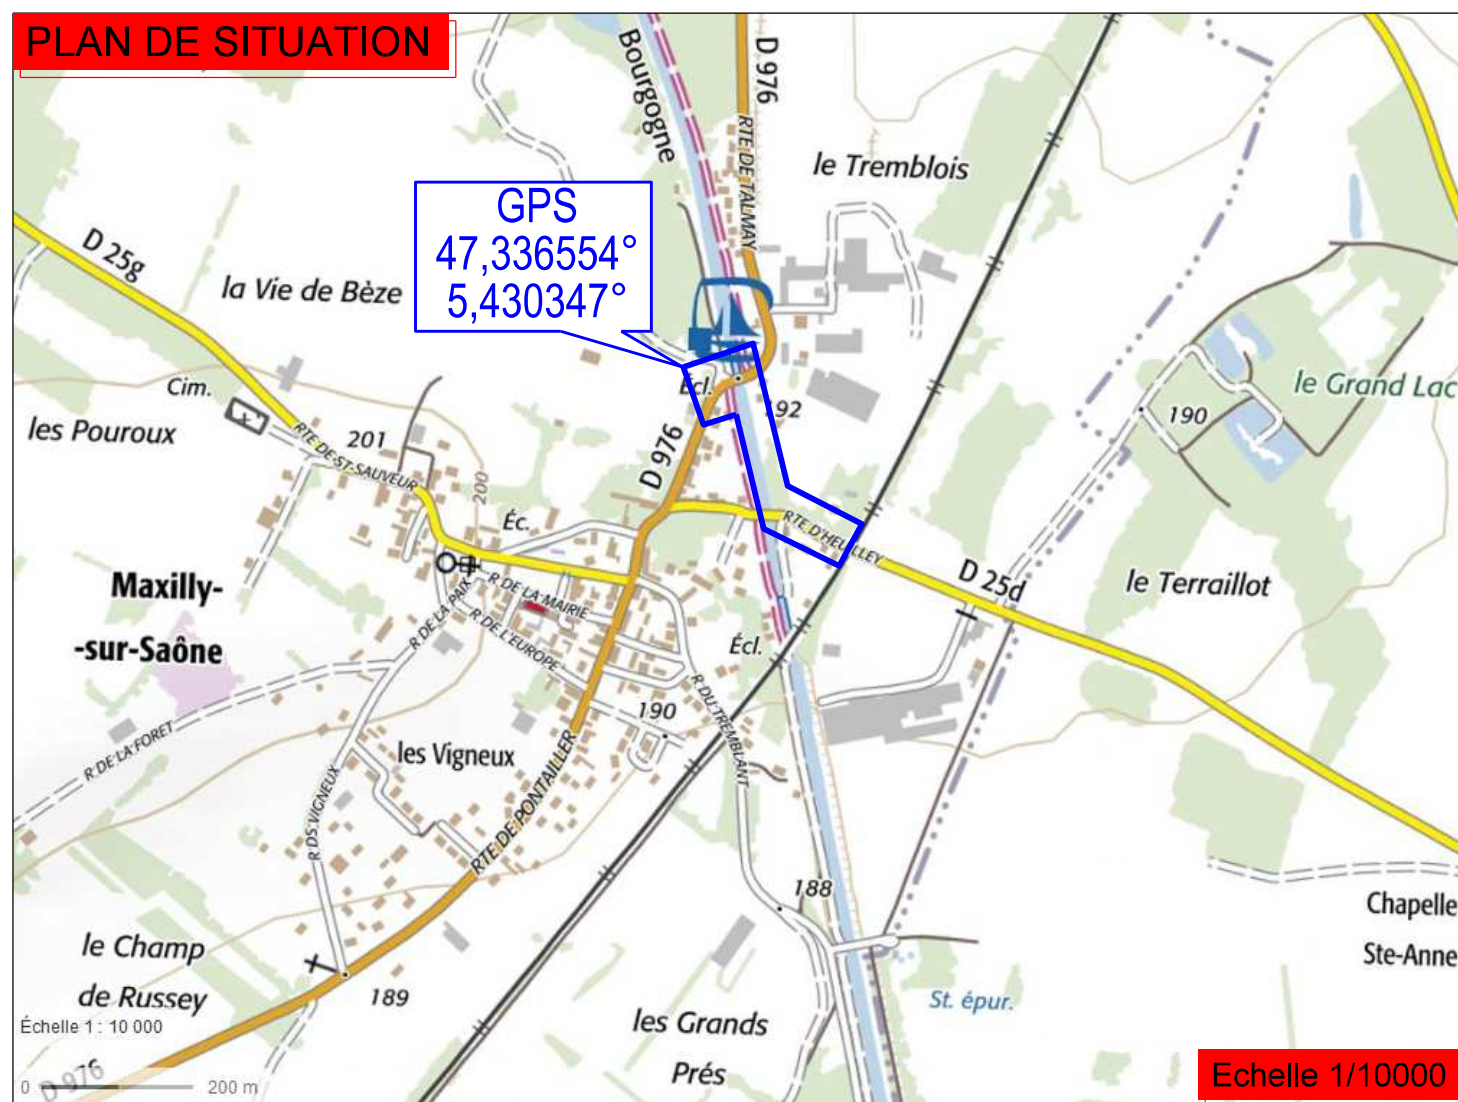 PLAN DE SITUATION
Bourgogne
D 976
RTE DE TALMAY
le Tremblois
GPS
47,336554°
5,430347°
D 25g
la Vie de Bèze
Cim.
les Pouroux
201
RTE DE ST-SAUVEUR
200
Écl.
192
D 976
le Grand Lac
190
Éc.
RTE D'HEUILLEY
D 25d
le Terraillot
Maxilly-
-sur-Saône
R DE LA MAIRIE
R DE LA PAIX
R DE L'EUROPE
Écl.
R DU TREMBLANT
190
R DE LA FORET
les Vigneux
R DS VIGNEUX
RTE DE PONTAILLER
188
Chapelle
Ste-Anne
le Champ
de Russey
189
St. épur.
les Grands
Prés
Échelle 1 : 10 000
D 976
0 200 m
Echelle 1/10000